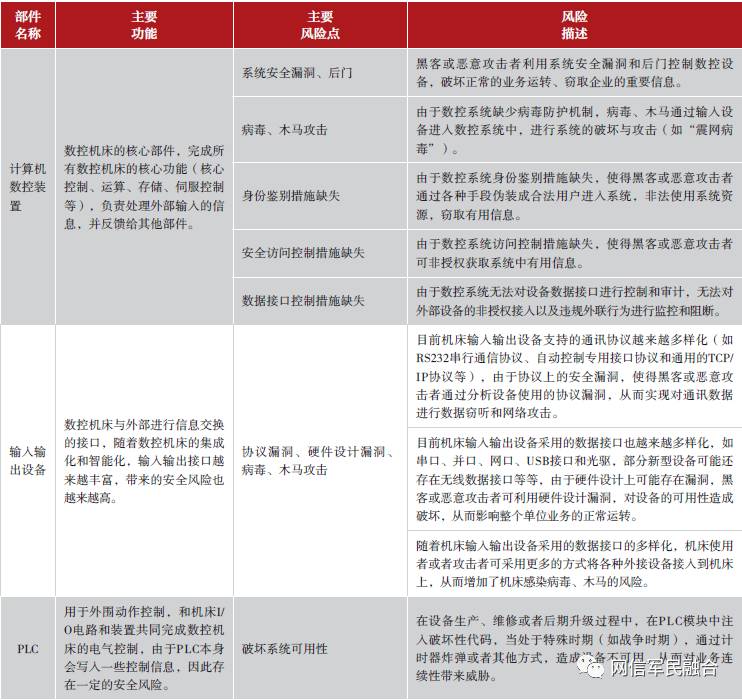 部件
名称
主要
功能
主要
风险点
风险
描述
计算机
数控装
置
数控机床的核心部件，完成所
有数控机床的核心功能（核心
控制、运算、存储、伺服控制
等），负责处理外部输入的信
息，并反馈给其他部件。
系统安全漏洞、后门
黑客或恶意攻击者利用系统安全漏洞和后门控制数控设
备，破坏正常的业务运转、窃取企业的重要信息。
病毒、木马攻击
由于数控系统缺少病毒防护机制，病毒、木马通过输入设
备进入数控系统中，进行系统的破坏与攻击（如“震网病
毒”）。
身份鉴别措施缺失
由于数控系统身份鉴别措施缺失，使得黑客或恶意攻击者
通过各种手段伪装成合法用户进入系统，非法使用系统资
源，窃取有用信息。
安全访问控制措施缺失
由于数控系统访问控制措施缺失，使得黑客或恶意攻击者
可非授权获取系统中有用信息。
数据接口控制措施缺失
由于数控系统无法对设备数据接口进行控制和审计，无法对
外部设备的非授权接入以及违规外联行为进行监控和阻断。
输入输
出设备
数控机床与外部进行信息交换
的接口，随着数控机床的集成
化和智能化，输入输出接口越
来越丰富，带来的安全风险也
越来越高。
协议漏洞、硬件设计漏洞、
病毒、木马攻击
目前机床输入输出设备支持的通讯协议越来越多样化（如
RS232串行通信协议、自动控制专用接口协议和通用的TCP/
IP协议等），由于协议上的安全漏洞，使得黑客或恶意攻
击者通过分析设备使用的协议漏洞，从而实现对通讯数据
进行数据窃听和网络攻击。
目前机床输入输出设备采用的数据接口也越来越多样化，如
串口、并口、网口、USB接口和光驱，部分新型设备可能还
存在无线数据接口等等，由于硬件设计上可能存在漏洞，黑
客或恶意攻击者可利用硬件设计漏洞，对设备的可用性造成
破坏，从而影响整个单位业务的正常运转。
随着机床输入输出设备采用的数据接口的多样化，机床使用
者或者攻击者可采用更多的方式将各种外接设备接入到机床
上，从而增加了机床感染病毒、木马的风险。
PLC
用于外围动作控制，和机床I/
O电路和装置共同完成数控机
床的电气控制，由于PLC本身
会写入一些控制信息，因此存
在一定的安全风险。
破坏系统可用性
在设备生产、维修或者后期升级过程中，在PLC模块中注
入破坏性代码，当处于特殊时期（如战争时期），通过计
时器炸弹或者其他方式，造成设备不可用，从而对业务连
续性带来威胁。
网信军民融合